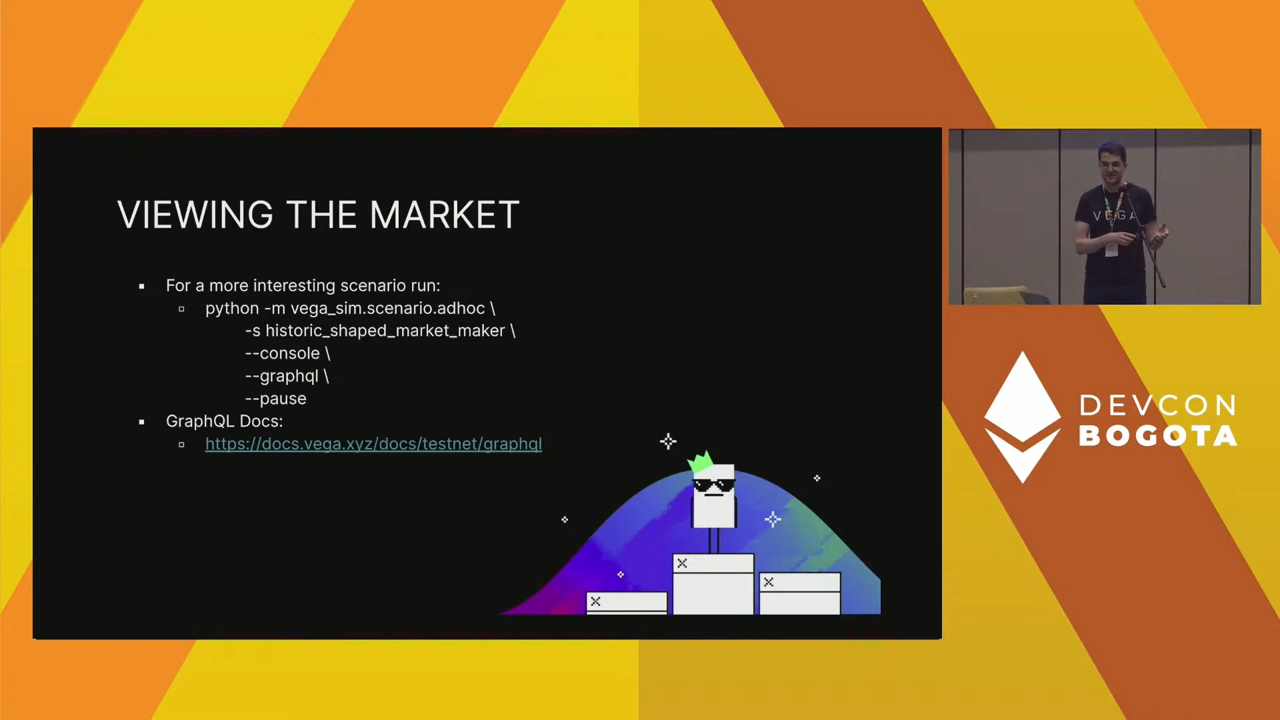 VIEWING THE MARKET
▪ For a more interesting scenario run:
▫ python -m vega_sim.scenario.adhoc \
-s historic_shaped_market_maker \
--console \
--graphql \
--pause
▪ GraphQL Docs:
▫ https://docs.vega.xyz/docs/testnet/graphql
VEGA
DEVCON
BOGOTA